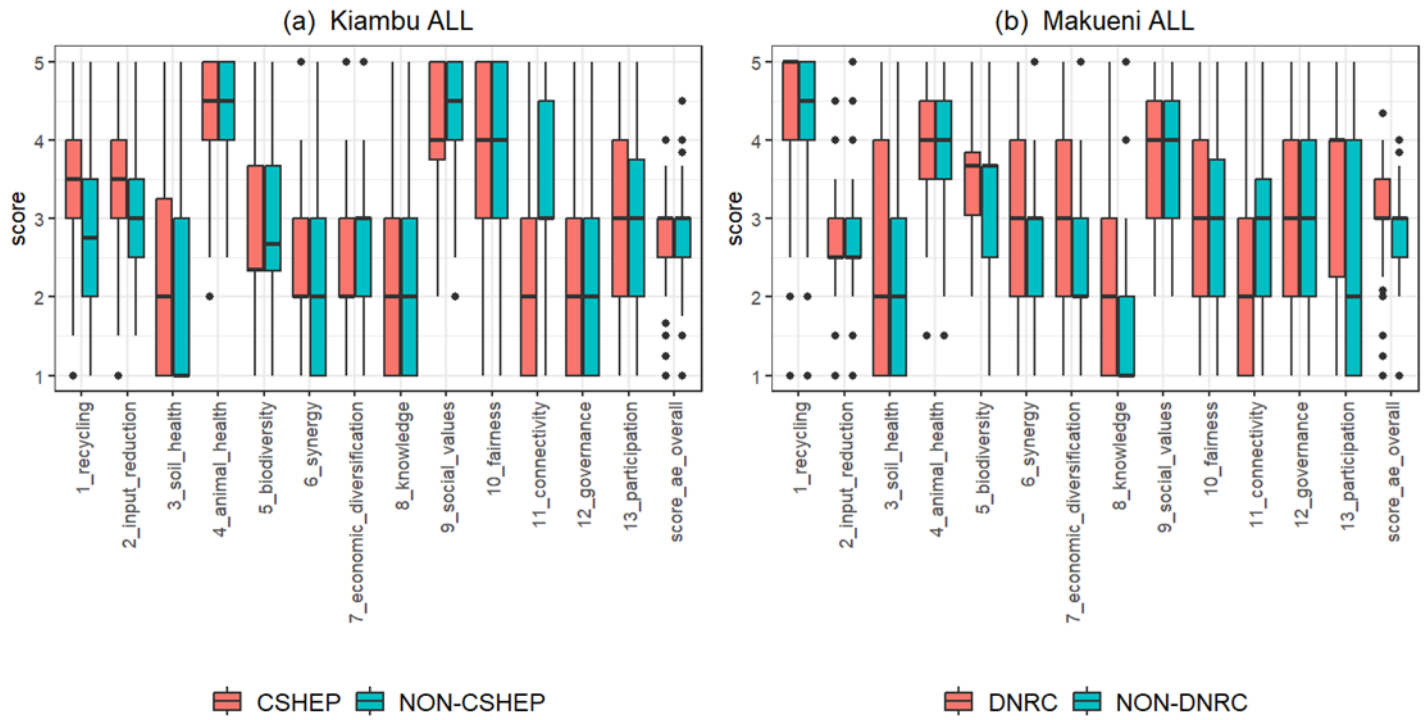 (a) Kiambu ALL
score
5
4
3
2
1
1_recycling
2_input_reduction
3_soil_health
4_animal_health
5_biodiversity
6_synergy
7_economic_diversification
8_knowledge
9_social_values
10_fairness
11_connectivity
12_governance
13_participation
score_ae_overall
CSHEP NON-CSHEP
(b) Makueni ALL
score
5
4
3
2
1
1_recycling
2_input_reduction
3_soil_health
4_animal_health
5_biodiversity
6_synergy
7_economic_diversification
8_knowledge
9_social_values
10_fairness
11_connectivity
12_governance
13_participation
score_ae_overall
DNRC NON-DNRC